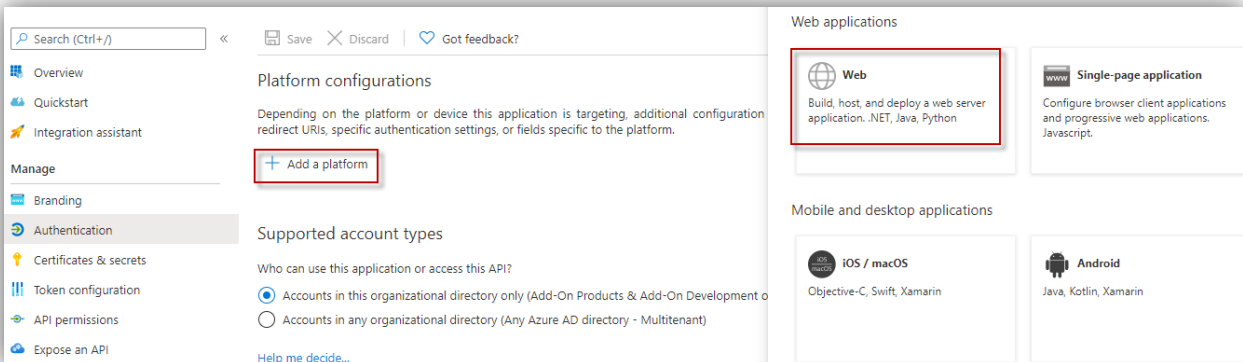 Search (Ctrl+/)
«
Overview
Quickstart
Integration assistant
Manage
Branding
Authentication
Certificates & secrets
Token configuration
API permissions
Expose an API
Save
Discard
Got feedback?
Platform configurations
Depending on the platform or device this application is targeting, additional configuration
redirect URIs, specific authentication settings, or fields specific to the platform.
Add a platform
Supported account types
Who can use this application or access this API?
Accounts in this organizational directory only (Add-On Products & Add-On Development o
Accounts in any organizational directory (Any Azure AD directory - Multitenant)
Help me decide...
Web applications
Web
Build, host, and deploy a web server
application. .NET, Java, Python
www
Single-page application
Configure browser client applications
and progressive web applications.
Javascript.
Mobile and desktop applications
iOS
macOS
iOS / macOS
Objective-C, Swift, Xamarin
Android
Java, Kotlin, Xamarin